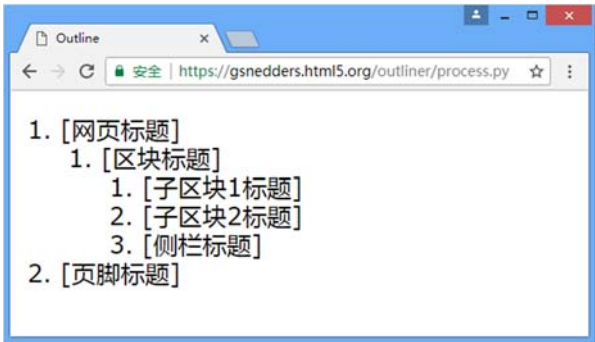 Outline
安全 | https://gsnedders.html5.org/outliner/process.py
1. [网页标题]
1. [区块标题]
1. [子区块1标题]
2. [子区块2标题]
3. [侧栏标题]
2. [页脚标题]